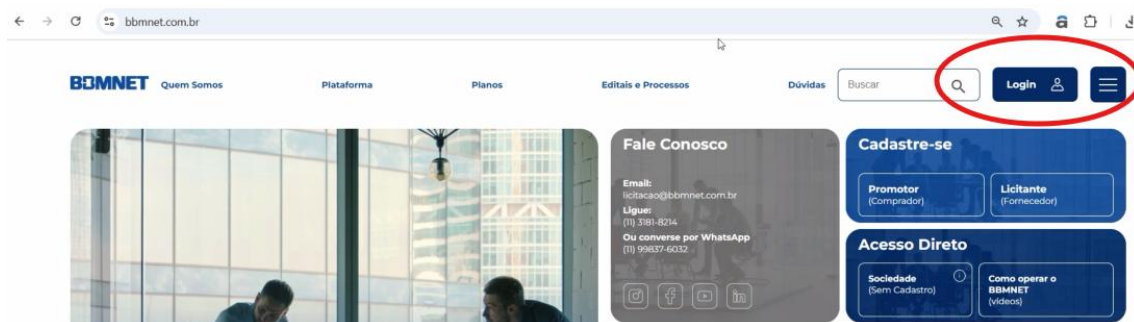 bbmnet.com.br
BBMNET
Quem Somos
Plataforma
Planos
Editais e Processos
Dúvidas
Buscar
Login
Fale Conosco
Email:
licitacao@bbmnet.com.br
Ligue:
(11) 3181-8214
Ou converse por WhatsApp
(11) 99837-6032
Cadastre-se
Promotor
(Comprador)
Licitante
(Fornecedor)
Acesso Direto
Sociedade
(Sem Cadastro)
Como operar o
BBMNET
(vídeos)